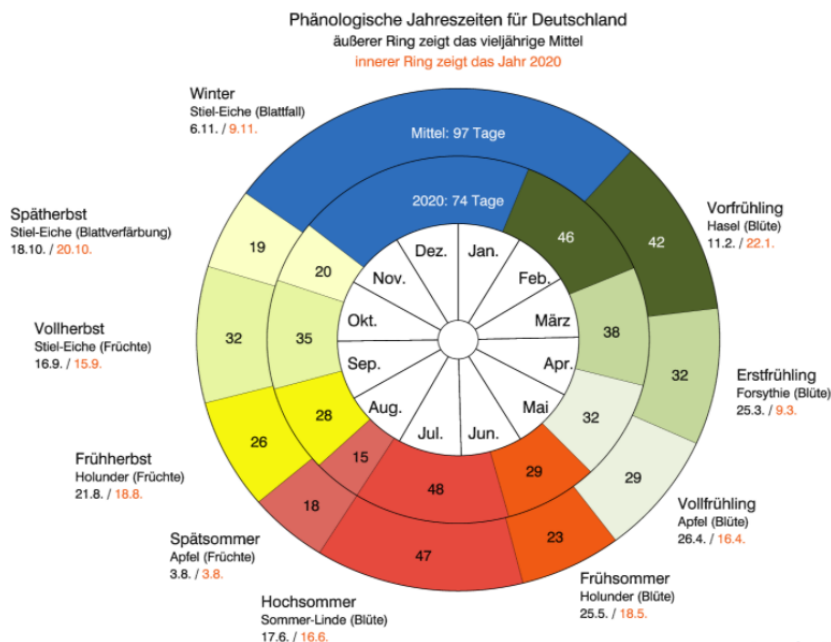 Phänologische Jahreszeiten für Deutschland
äußerer Ring zeigt das vieljährige Mittel
innerer Ring zeigt das Jahr 2020
Winter
Stiel-Eiche (Blattfall)
6.11. / 9.11.
Mittel: 97 Tage
2020: 74 Tage
Vorfrühling
Hasel (Blüte)
11.2. / 22.1.
42
46
Erstfrühling
Forsythie (Blüte)
25.3. / 9.3.
32
38
Vollfrühling
Apfel (Blüte)
26.4. / 16.4.
29
32
Frühsommer
Holunder (Blüte)
25.5. / 18.5.
23
29
Hochsommer
Sommer-Linde (Blüte)
17.6. / 16.6.
47
48
Spätsommer
Apfel (Früchte)
3.8. / 3.8.
18
15
Frühherbst
Holunder (Früchte)
21.8. / 18.8.
26
28
Vollherbst
Stiel-Eiche (Früchte)
16.9. / 15.9.
32
35
Spätherbst
Stiel-Eiche (Blattverfärbung)
18.10. / 20.10.
19
20
Jan.
Feb.
März
Apr.
Mai
Jun.
Jul.
Aug.
Sep.
Okt.
Nov.
Dez.